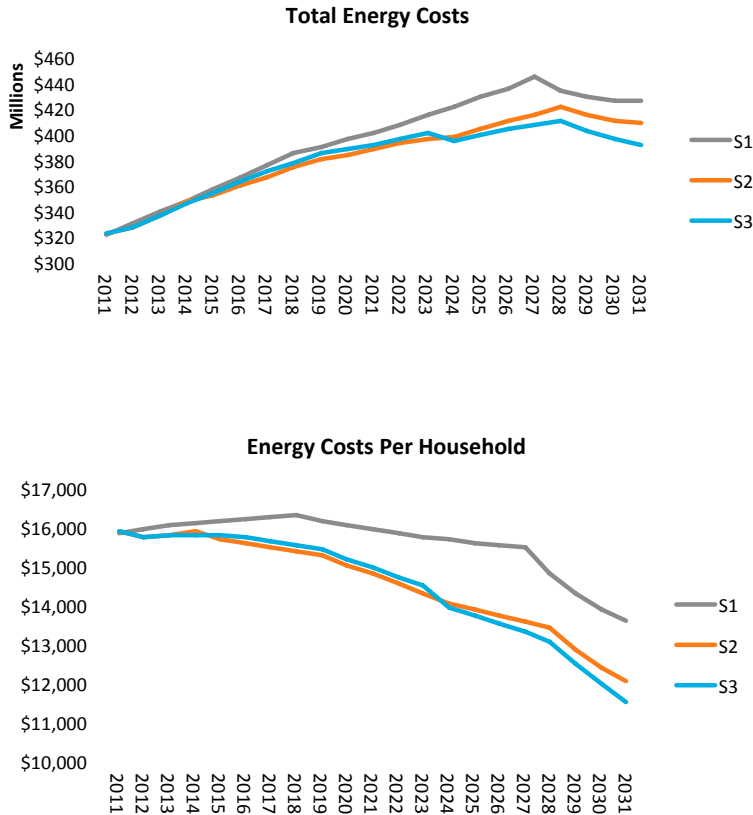 Total Energy Costs
Millions
$460
$440
$420
$400
$380
$360
$340
$320
$300
2011 2012 2013 2014 2015 2016 2017 2018 2019 2020 2021 2022 2023 2024 2025 2026 2027 2028 2029 2030 2031
S1
S2
S3
Energy Costs Per Household
$17,000
$16,000
$15,000
$14,000
$13,000
$12,000
$11,000
$10,000
2011 2012 2013 2014 2015 2016 2017 2018 2019 2020 2021 2022 2023 2024 2025 2026 2027 2028 2029 2030 2031
S1
S2
S3